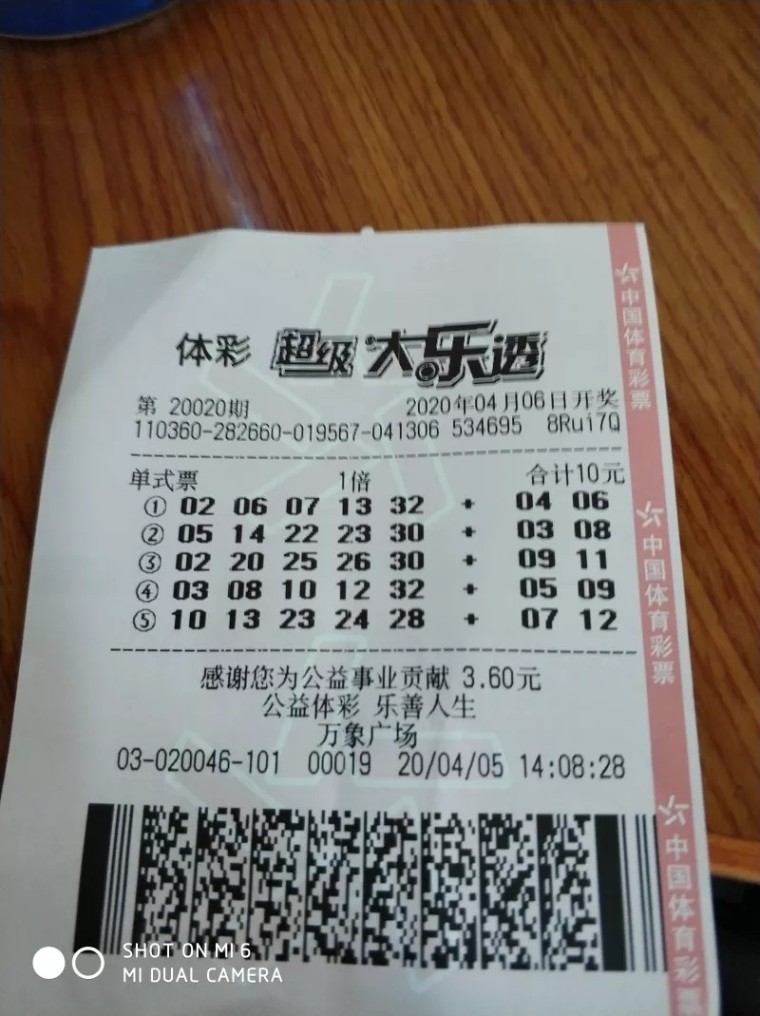 体彩 超级大乐透
第 20020期 2020年04月06日开奖
110360-282660-019567-041306 534695 8Rui7Q
单式票 1倍 合计10元
① 02 06 07 13 32 + 04 06
② 05 14 22 23 30 + 03 08
③ 02 20 25 26 30 + 09 11
④ 03 08 10 12 32 + 05 09
⑤ 10 13 23 24 28 + 07 12
感谢您为公益事业贡献 3.60元
公益体彩 乐善人生
万象广场
03-020046-101 00019 20/04/05 14:08:28
中国体育彩票
中国体育彩票
中国体育彩票
SHOT ON MI 6
MI DUAL CAMERA